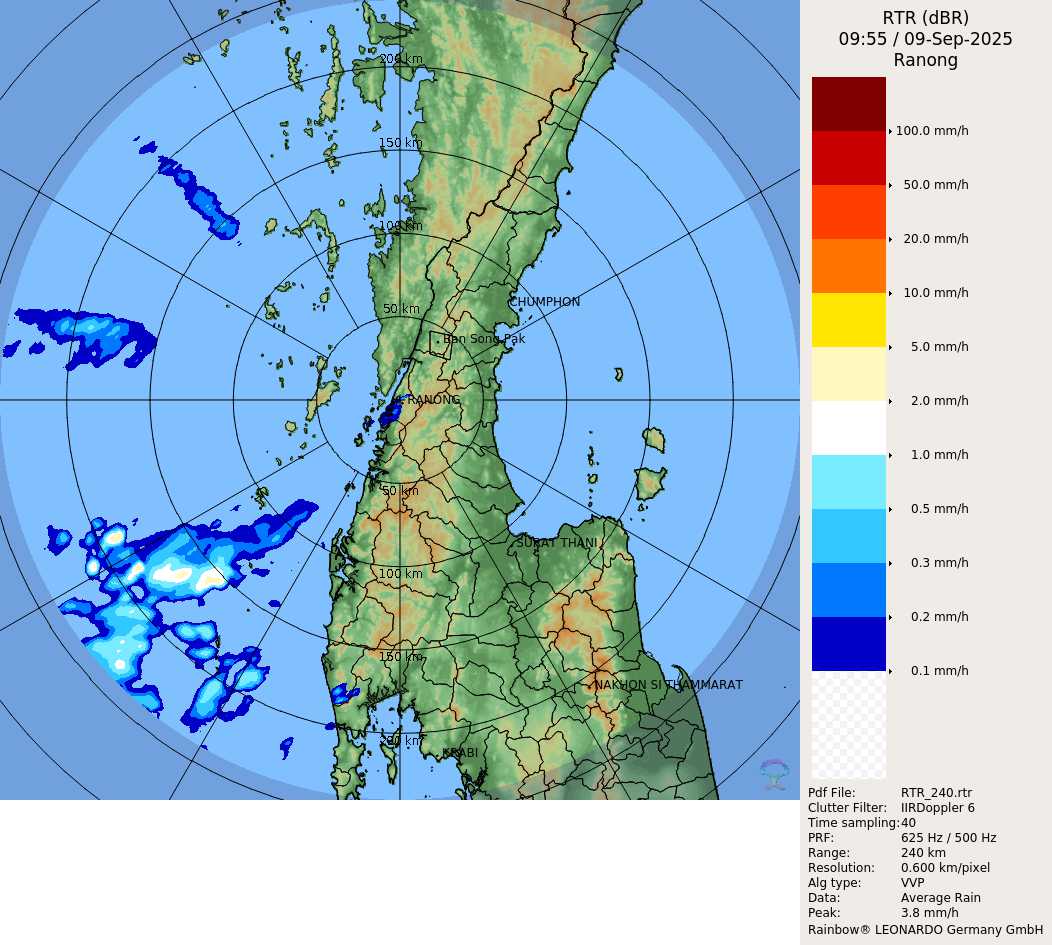 RTR (dBR)
09:55 / 09-Sep-2025
Ranong
100.0 mm/h
50.0 mm/h
20.0 mm/h
10.0 mm/h
5.0 mm/h
2.0 mm/h
1.0 mm/h
0.5 mm/h
0.3 mm/h
0.2 mm/h
0.1 mm/h
200 km
150 km
100 km
50 km
CHUMPHON
Ban Song Pak
RANONG
50 km
SURAT THANI
100 km
150 km
NAKHON SI THAMMARAT
200 km
KRABI
Pdf File: RTR_240.rtr
Clutter Filter: IIRDoppler 6
Time sampling: 40
PRF: 625 Hz / 500 Hz
Range: 240 km
Resolution: 0.600 km/pixel
Alg type: VVP
Data: Average Rain
Peak: 3.8 mm/h
Rainbow® LEONARDO Germany GmbH